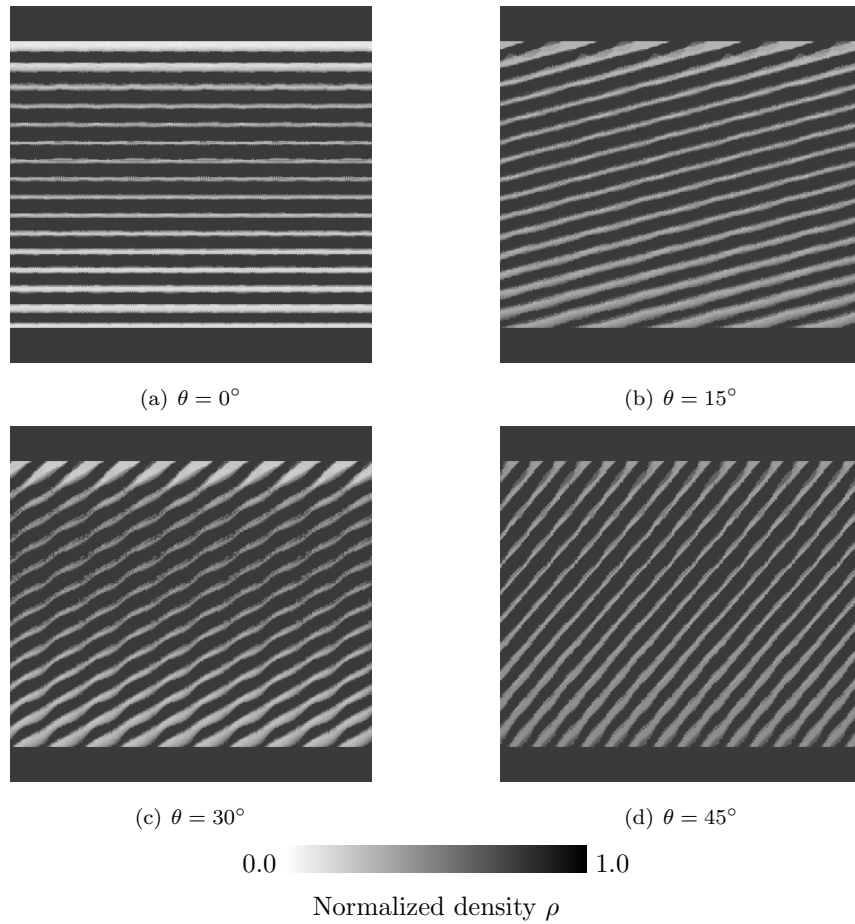 (a) θ = 0°
(b) θ = 15°
(c) θ = 30°
(d) θ = 45°
0.0 1.0
Normalized density ρ